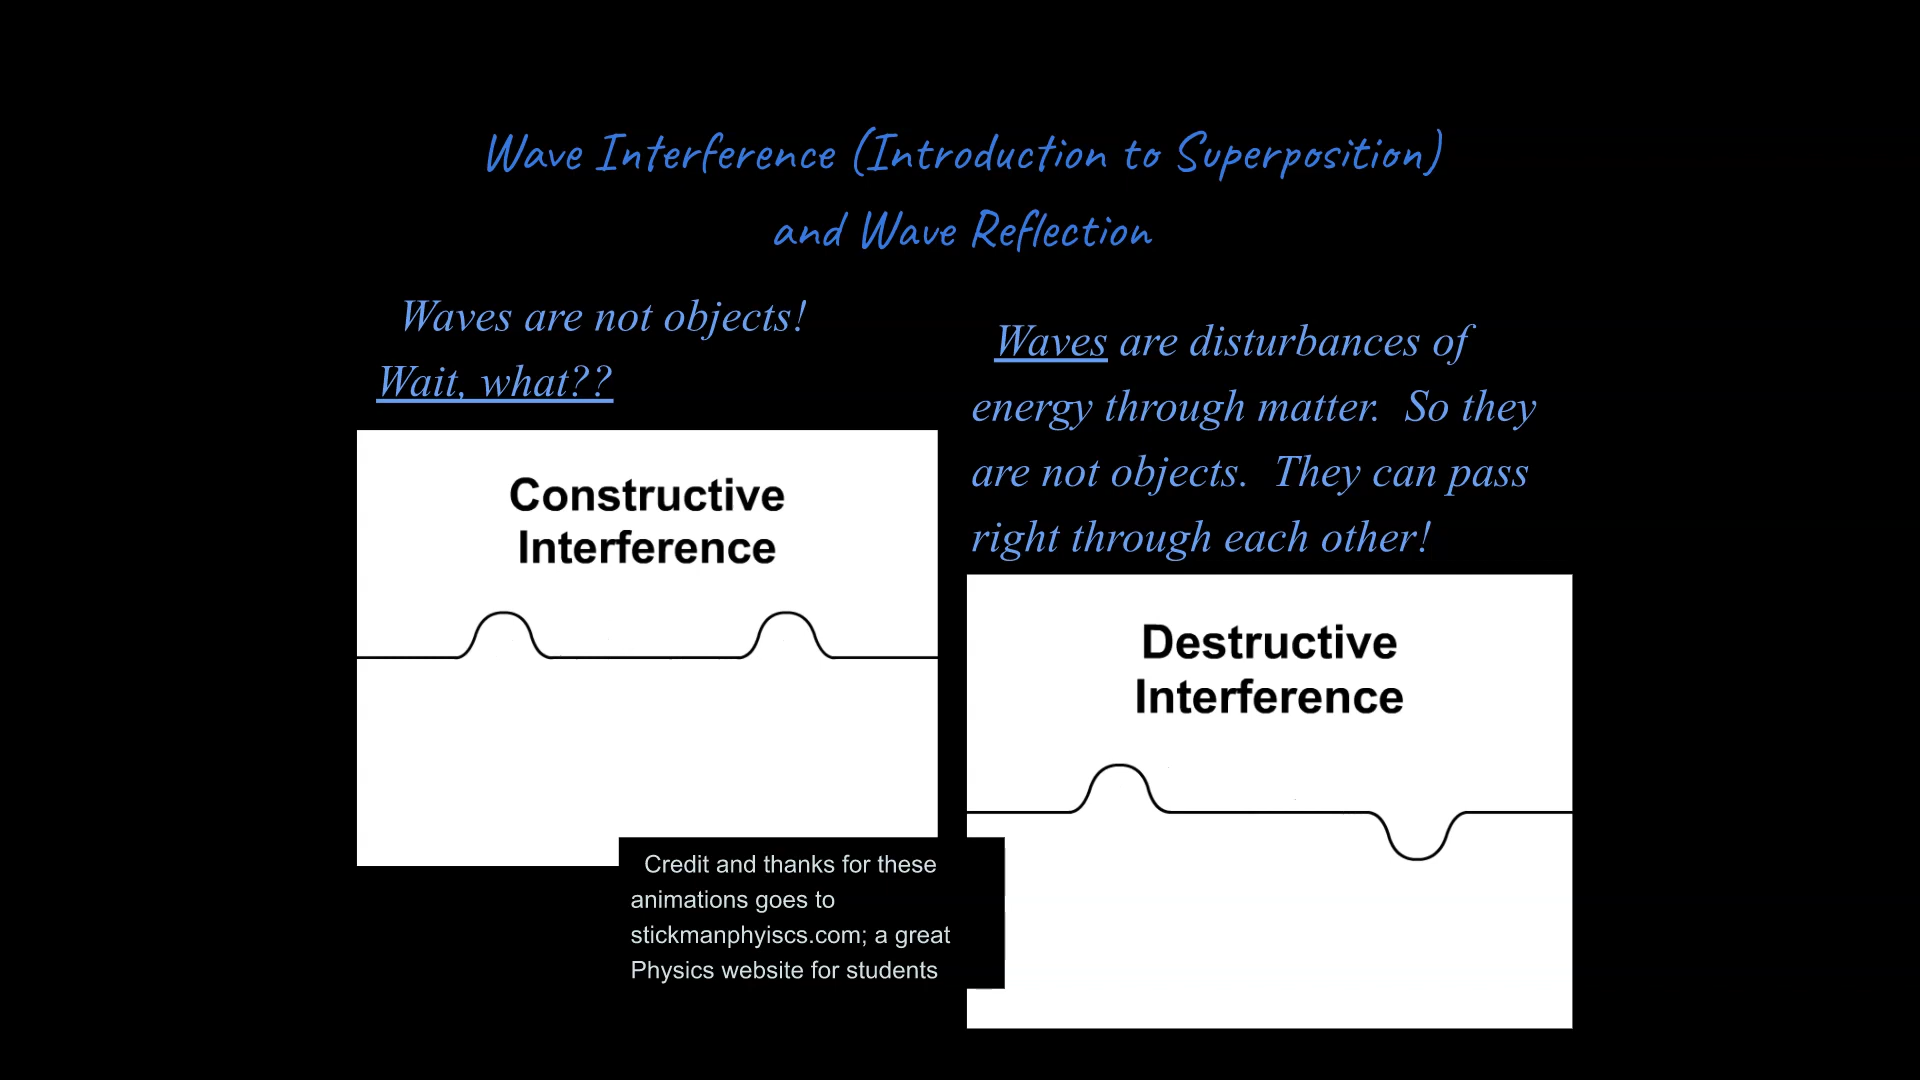 Wave Interference (Introduction to Superposition)
and Wave Reflection
Waves are not objects!
Wait, what??
Waves are disturbances of
energy through matter.  So they
are not objects.  They can pass
right through each other!
Constructive
Interference
Destructive
Interference
Credit and thanks for these
animations goes to
stickmanphyiscs.com; a great
Physics website for students